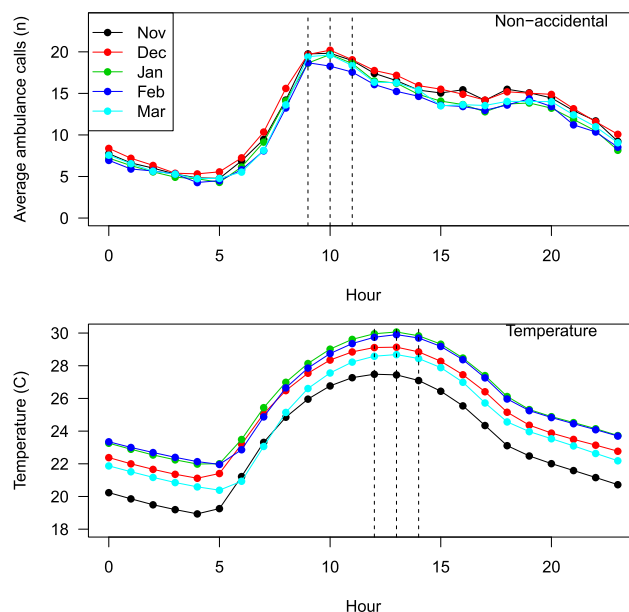 Non−accidental
Average ambulance calls (n)
20
15
10
5
0
Nov
Dec
Jan
Feb
Mar
0 5 10 15 20
Hour
Temperature
Temperature (C)
30
28
26
24
22
20
18
0 5 10 15 20
Hour